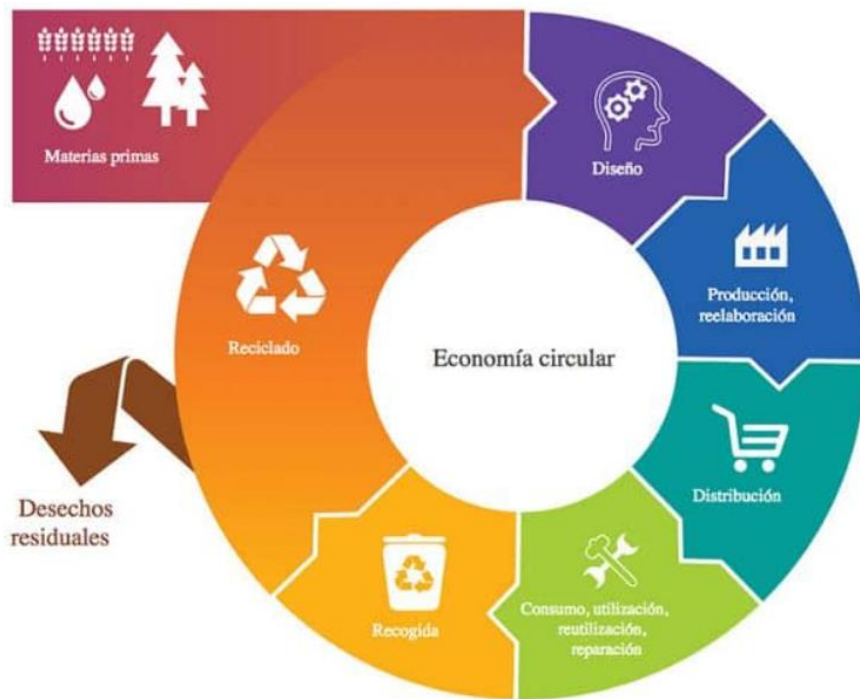 Materias primas
Diseño
Producción,
reelaboración
Reciclado
Economía circular
Distribución
Desechos
residuales
Recogida
Consumo, utilización,
reutilización,
reparación